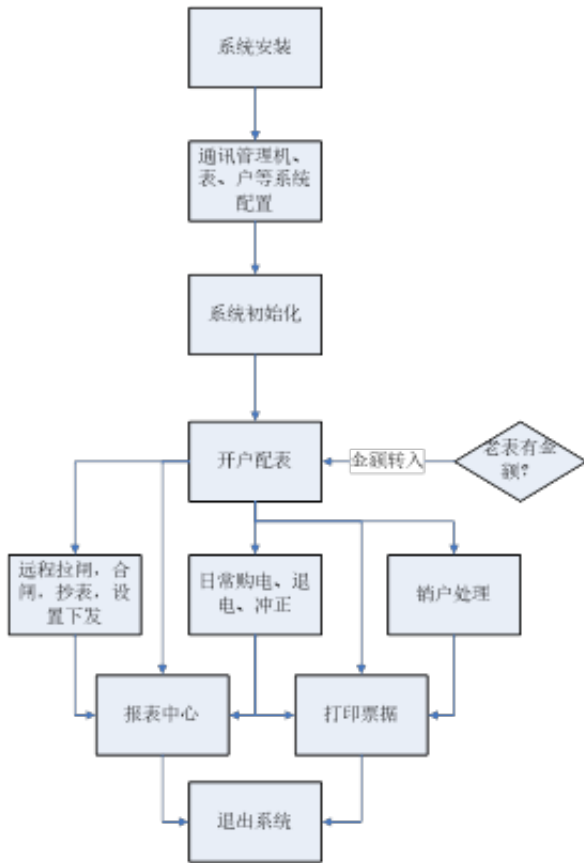 系统安装
通讯管理机、
表、户等系统
配置
系统初始化
开户配表
金额转入
老表有金
额？
远程拉闸，合
闸，抄表，设
置下发
日常购电、退
电、冲正
销户处理
报表中心
打印票据
退出系统